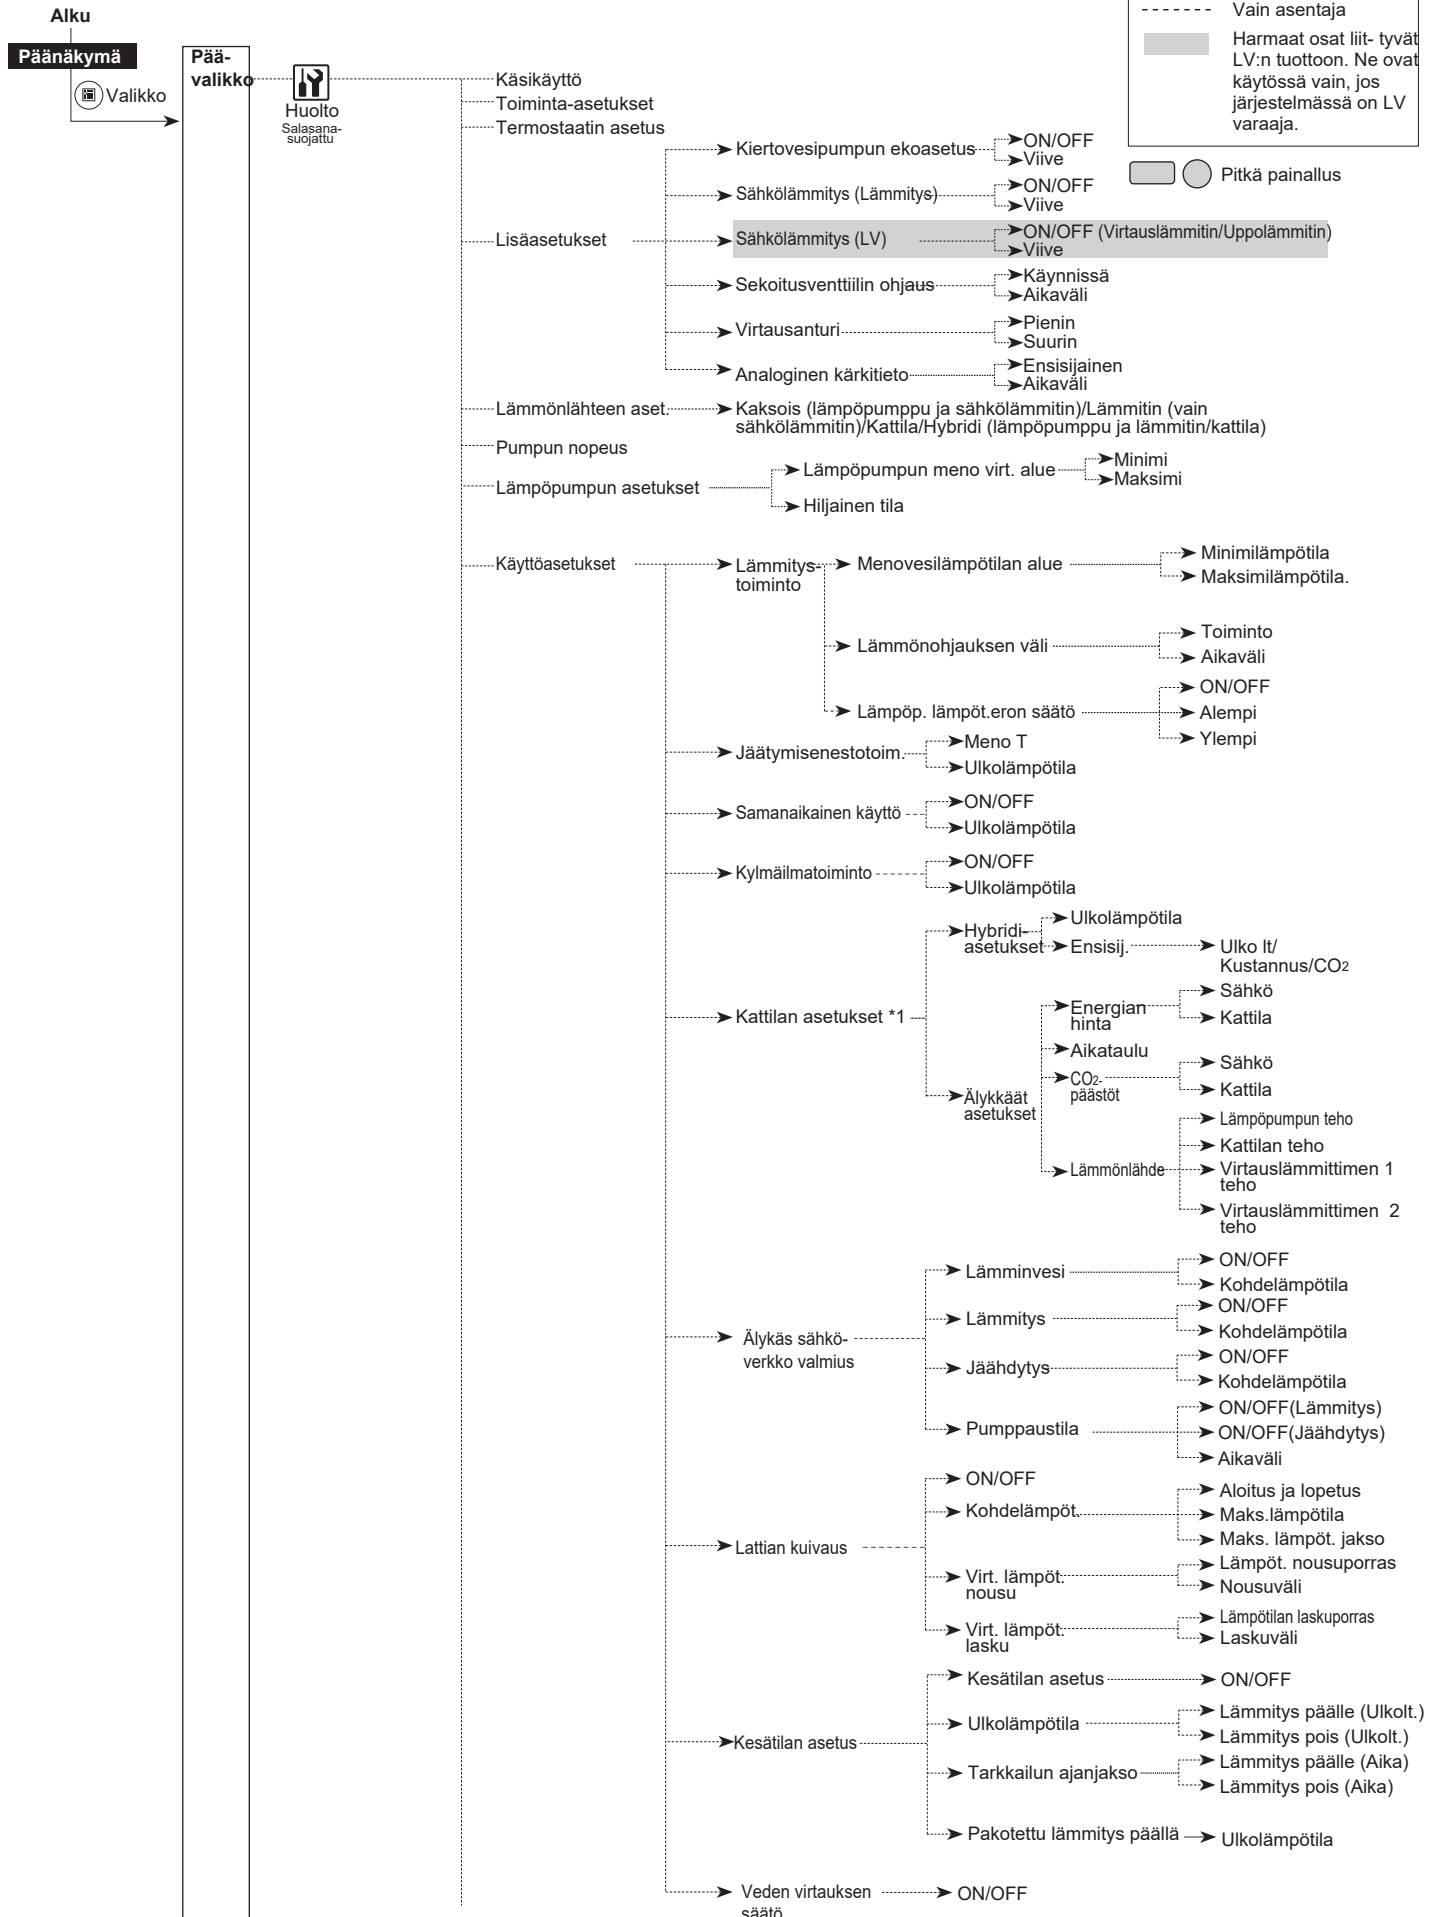 Alku
Päänäkymä
Valikko
Pää-
valikko
Huolto
Salasana-
suojattu
Vain asentaja
Harmaat osat liit- tyvät
LV:n tuottoon. Ne ovat
käytössä vain, jos
järjestelmässä on LV
varaaja.
Pitkä painallus
Käsikäyttö
Toiminta-asetukset
Termostaatin asetus
Lisäasetukset
Kiertovesipumpun ekoasetus
ON/OFF
Viive
Sähkölämmitys (Lämmitys)
ON/OFF
Viive
Sähkölämmitys (LV)
ON/OFF (Virtauslämmitin/Uppolämmitin)
Viive
Sekoitusventtiilin ohjaus
Käynnissä
Aikaväli
Virtausanturi
Pienin
Suurin
Analoginen kärkitieto
Ensisijainen
Aikaväli
Lämmönlähteen aset.
Kaksois (lämpöpumppu ja sähkölämmitin)/Lämmitin (vain
sähkölämmitin)/Kattila/Hybridi (lämpöpumppu ja lämmitin/kattila)
Pumpun nopeus
Lämpöpumpun asetukset
Lämpöpumpun meno virt. alue
Minimi
Maksimi
Hiljainen tila
Käyttöasetukset
Lämmitys-
toiminto
Menovesilämpötilan alue
Minimilämpötila
Maksimilämpötila.
Lämmönohjauksen väli
Toiminto
Aikaväli
Lämpöp. lämpöt.eron säätö
ON/OFF
Alempi
Ylempi
Jäätymisenestotoim.
Meno T
Ulkolämpötila
Samanaikainen käyttö
ON/OFF
Ulkolämpötila
Kylmäilmatoiminto
ON/OFF
Ulkolämpötila
Kattilan asetukset *1
Hybridi-
asetukset
Ulkolämpötila
Ensisij.
Ulko lt/
Kustannus/CO2
Älykkäät
asetukset
Energian
hinta
Sähkö
Kattila
Aikataulu
CO2-
päästöt
Sähkö
Kattila
Lämmönlähde
Lämpöpumpun teho
Kattilan teho
Virtauslämmittimen 1
teho
Virtauslämmittimen 2
teho
Älykäs sähkö-
verkko valmius
Lämminvesi
ON/OFF
Kohdelämpötila
Lämmitys
ON/OFF
Kohdelämpötila
Jäähdytys
ON/OFF
Kohdelämpötila
Pumppaustila
ON/OFF(Lämmitys)
ON/OFF(Jäähdytys)
Aikaväli
Lattian kuivaus
ON/OFF
Kohdelämpöt.
Aloitus ja lopetus
Maks.lämpötila
Maks. lämpöt. jakso
Virt. lämpöt.
nousu
Lämpöt. nousuporras
Nousuväli
Virt. lämpöt.
lasku
Lämpötilan laskuporras
Laskuväli
Kesätilan asetus
Kesätilan asetus
ON/OFF
Ulkolämpötila
Lämmitys päälle (Ulkolt.)
Lämmitys pois (Ulkolt.)
Tarkkailun ajanjakso
Lämmitys päälle (Aika)
Lämmitys pois (Aika)
Pakotettu lämmitys päällä
Ulkolämpötila
Veden virtauksen
säätö
ON/OFF